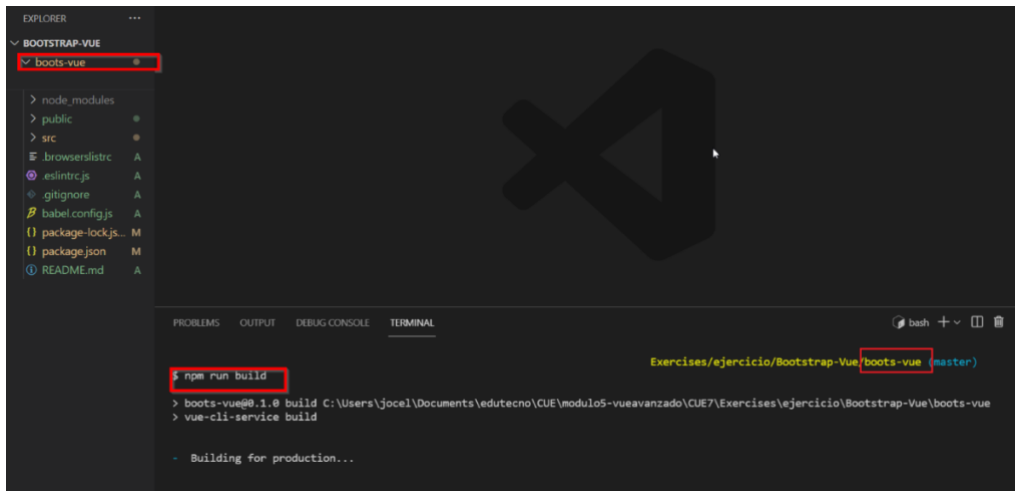 EXPLORER ...
BOOTSTRAP-VUE
boots-vue
node_modules
public
src
.browserslistrc A
.eslintrc.js A
.gitignore A
babel.config.js A
{} package-lock.js... M
{} package.json M
README.md A
PROBLEMS OUTPUT DEBUG CONSOLE TERMINAL
bash
Exercises/ejercicio/Bootstrap-Vue/boots-vue (master)
$ npm run build
> boots-vue@0.1.0 build C:\Users\jocel\Documents\edutecno\CUE\modulo5-vueavanzado\CUE7\Exercises\ejercicio\Bootstrap-Vue\boots-vue
> vue-cli-service build
- Building for production...